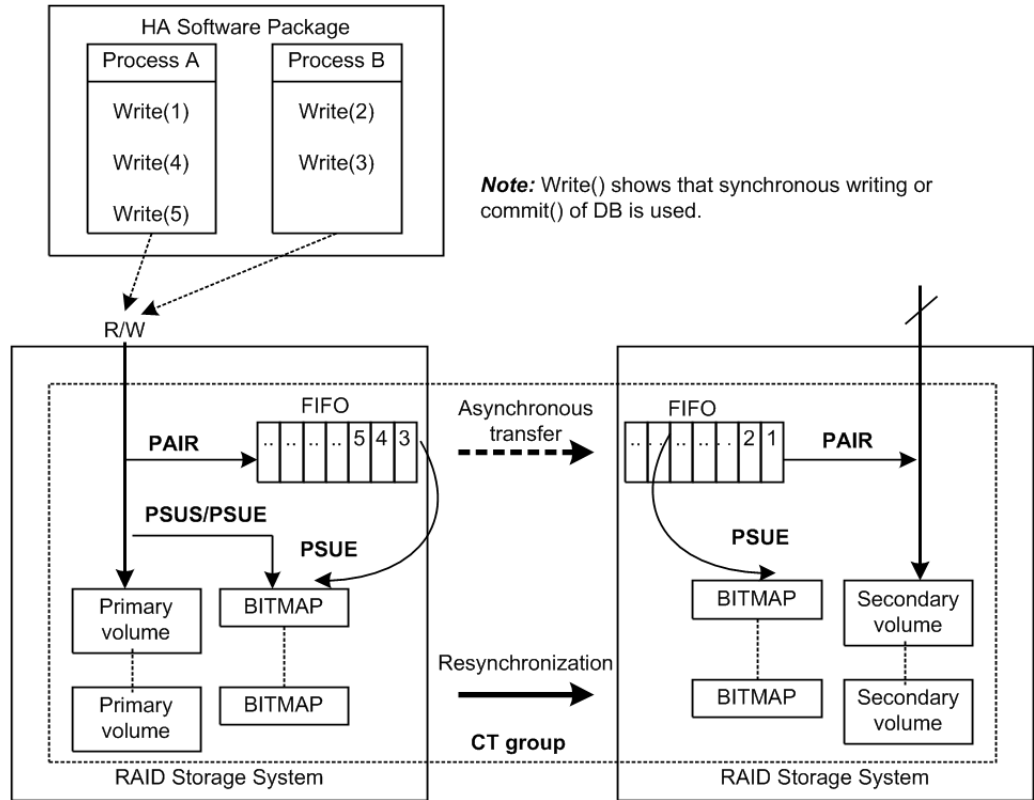 HA Software Package
Process A
Write(1)
Write(4)
Write(5)
Process B
Write(2)
Write(3)
Note: Write() shows that synchronous writing or
commit() of DB is used.
R/W
FIFO
.. .. .. .. 5 4 3
PAIR
PSUS/PSUE
PSUE
Primary
volume
BITMAP
Primary
volume
BITMAP
RAID Storage System
Asynchronous
transfer
Resynchronization
CT group
FIFO
.. .. .. .. .. 2 1
PAIR
PSUE
BITMAP
Secondary
volume
BITMAP
Secondary
volume
RAID Storage System